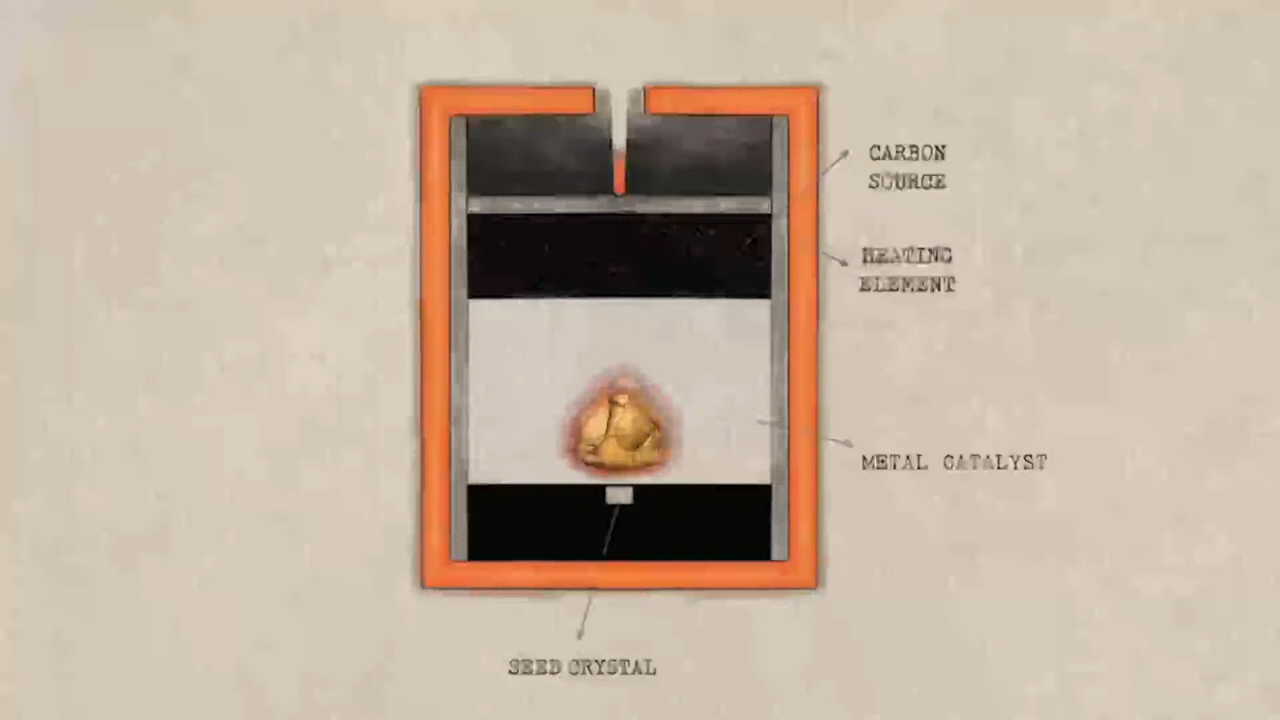 CARBON
SOURCE
HEATING
ELEMENT
METAL CATALYST
SEED CRYSTAL